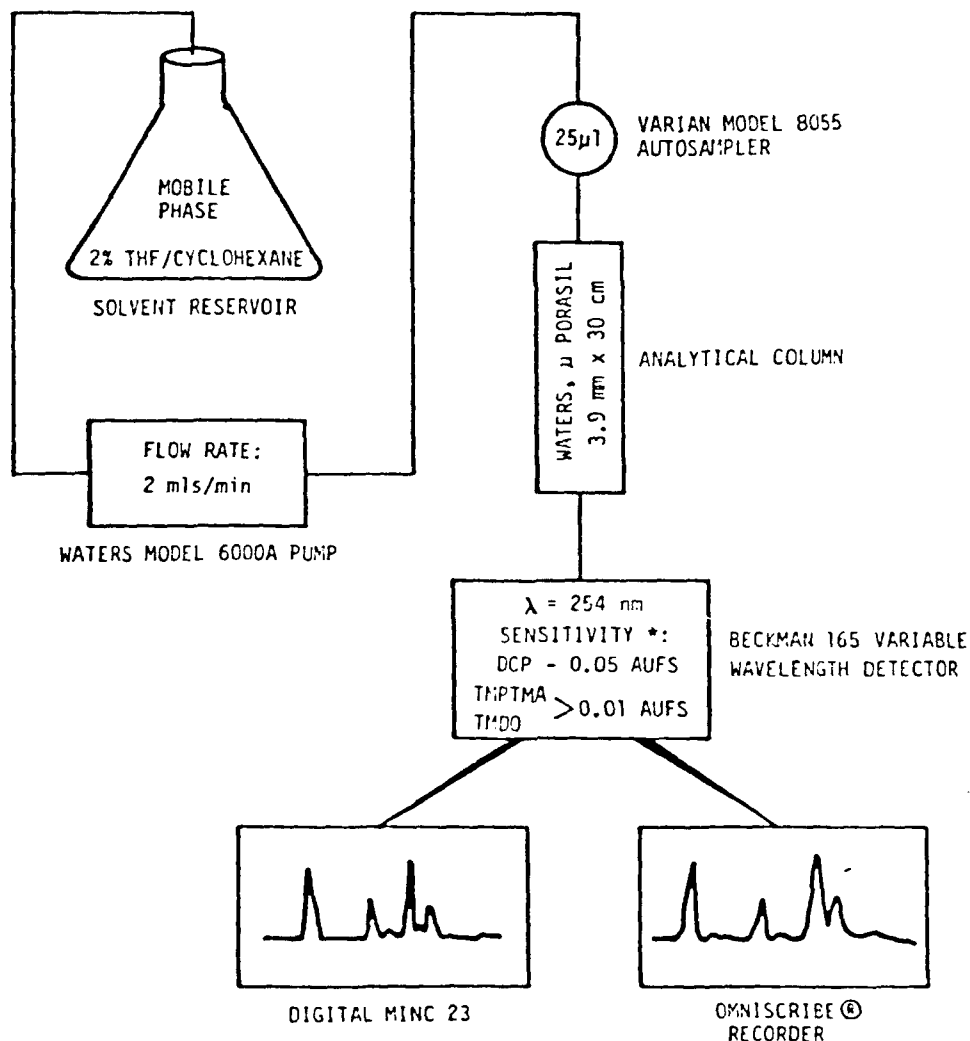 MOBILE
PHASE
2% THF/CYCLOHEXANE
SOLVENT RESERVOIR
FLOW RATE:
2 mls/min
WATERS MODEL 6000A PUMP
25µl
VARIAN MODEL 8055
AUTOSAMPLER
WATERS, µ PORASIL
3.9 mm x 30 cm
ANALYTICAL COLUMN
λ = 254 nm
SENSITIVITY *:
DCP - 0.05 AUFS
TMPTMA
TMDO
>0.01 AUFS
BECKMAN 165 VARIABLE
WAVELENGTH DETECTOR
DIGITAL MINC 23
OMNISCRIBE®
RECORDER